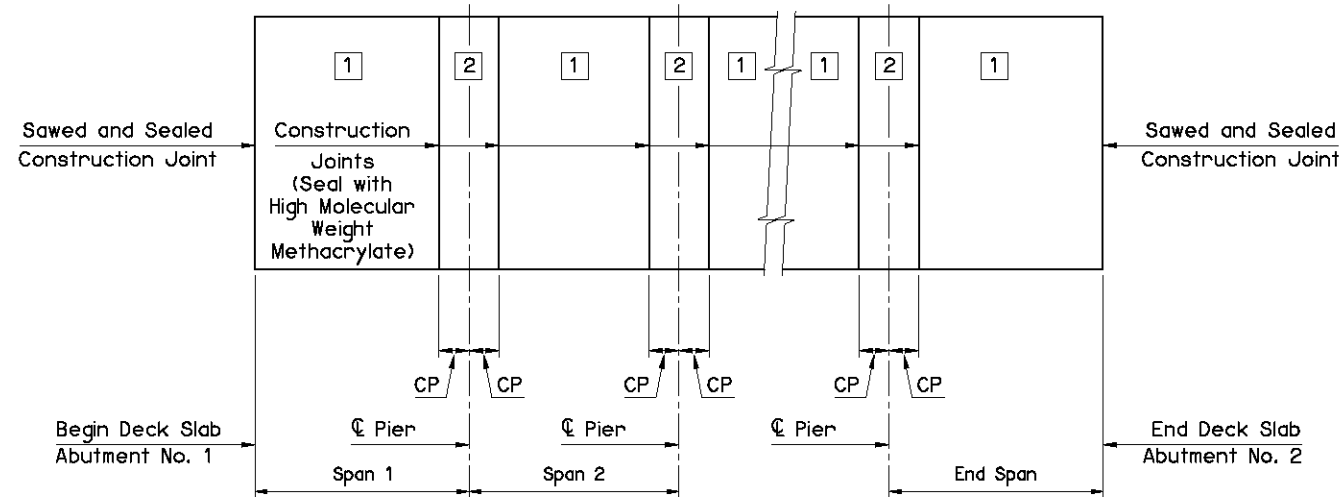 1 2 1 2 1 1 2 1
Sawed and Sealed
Construction Joint
Construction
Joints
(Seal with
High Molecular
Weight
Methacrylate)
Sawed and Sealed
Construction Joint
CP CP CP CP CP CP
Begin Deck Slab
Abutment No. 1
℄ Pier ℄ Pier ℄ Pier
End Deck Slab
Abutment No. 2
Span 1 Span 2 End Span